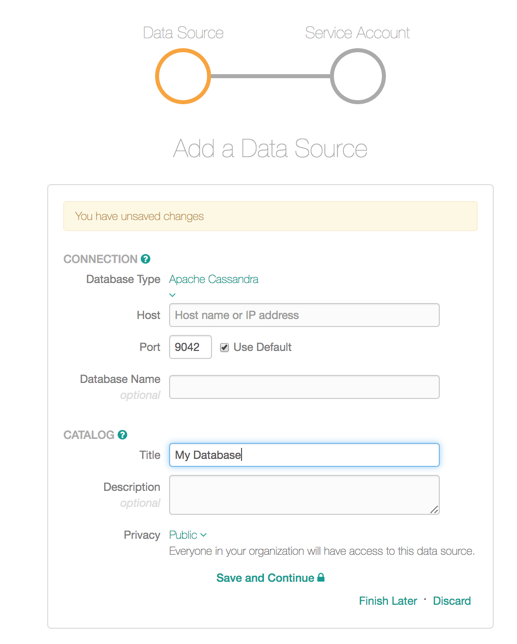 Data Source Service Account
Add a Data Source
You have unsaved changes
CONNECTION ?
Database Type Apache Cassandra
Host Host name or IP address
Port 9042 Use Default
Database Name
optional
CATALOG ?
Title My Database
Description
optional
Privacy Public
Everyone in your organization will have access to this data source.
Save and Continue
Finish Later · Discard